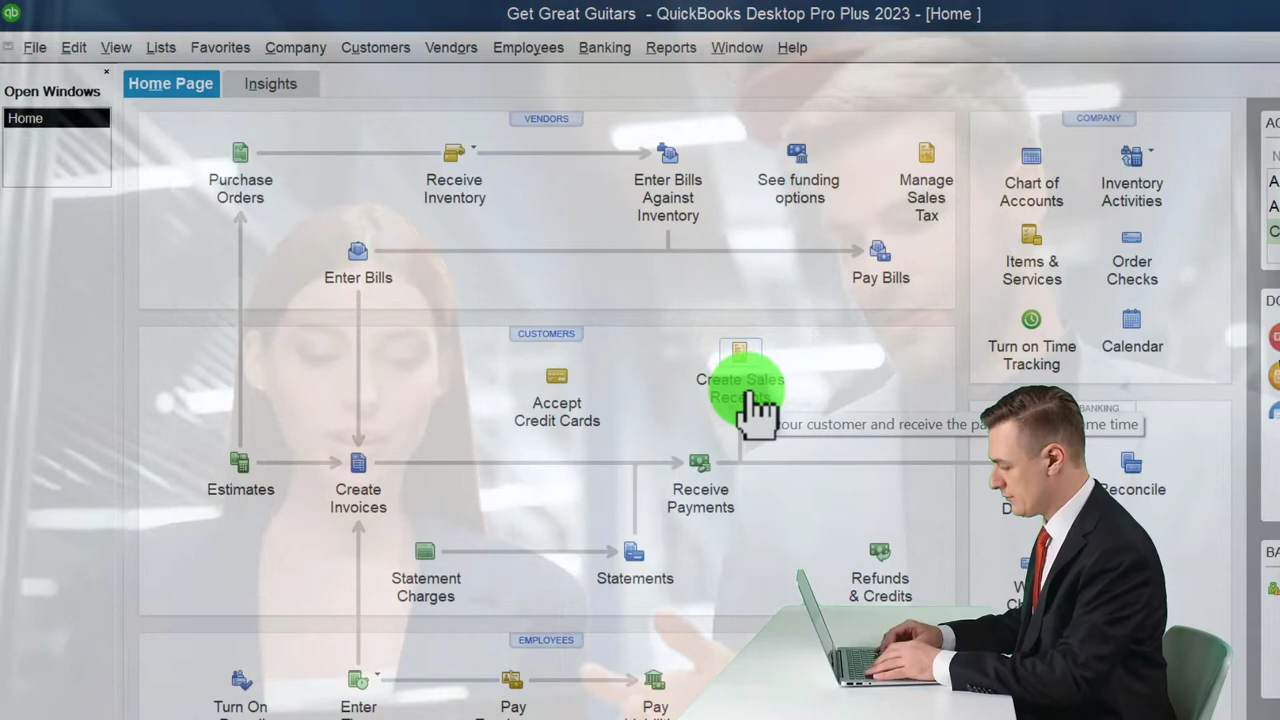 qb
Get Great Guitars - QuickBooks Desktop Pro Plus 2023 - [Home ]
File Edit View Lists Favorites Company Customers Vendors Employees Banking Reports Window Help
Open Windows
Home
Home Page
Insights
VENDORS
Purchase
Orders
Receive
Inventory
Enter Bills
Against
Inventory
See funding
options
Manage
Sales
Tax
Enter Bills
Pay Bills
CUSTOMERS
Accept
Credit Cards
Create Sales
Receipts
our customer and receive the pa
me time
Estimates
Create
Invoices
Receive
Payments
Statement
Charges
Statements
Refunds
& Credits
EMPLOYEES
Turn On
Enter
Pay
Pay
COMPANY
Chart of
Accounts
Inventory
Activities
Items &
Services
Order
Checks
Turn on Time
Tracking
Calendar
BANKING
Reconcile